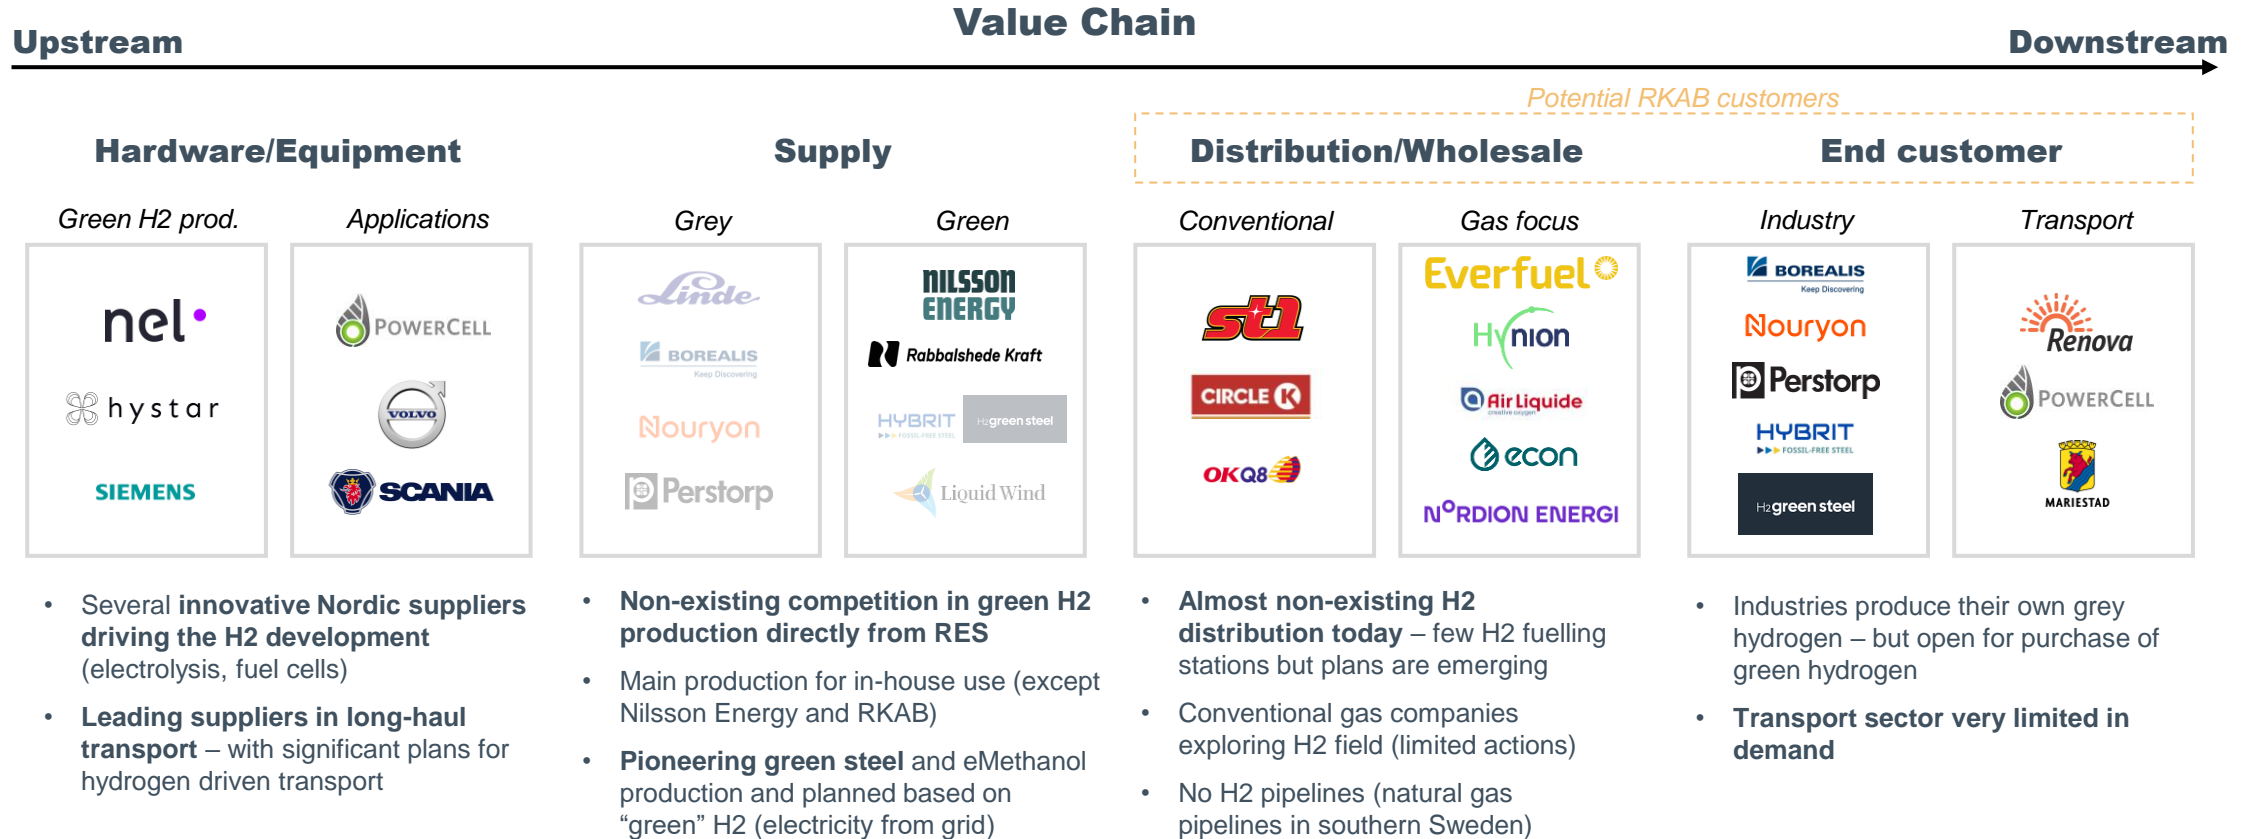 Value Chain
Upstream
Downstream
Potential RKAB customers
Hardware/Equipment
Supply
Distribution/Wholesale
End customer
Green H2 prod.
Applications
Grey
Green
Conventional
Gas focus
Industry
Transport
nel
hystar
SIEMENS
POWERCELL
VOLVO
SCANIA
Linde
BOREALIS
Keep Discovering
Nouryon
Perstorp
NILSSON
ENERGY
Rabbalshede Kraft
HYBRIT
FOSSIL-FREE STEEL
H2green steel
Liquid Wind
st1
CIRCLE K
OKQ8
Everfuel
Hynion
Air Liquide
creative oxygen
econ
NORDION ENERGI
BOREALIS
Keep Discovering
Nouryon
Perstorp
HYBRIT
FOSSIL-FREE STEEL
H2green steel
Renova
POWERCELL
MARIESTAD
• Several innovative Nordic suppliers
driving the H2 development
(electrolysis, fuel cells)
• Leading suppliers in long-haul
transport – with significant plans for
hydrogen driven transport
• Non-existing competition in green H2
production directly from RES
• Main production for in-house use (except
Nilsson Energy and RKAB)
• Pioneering green steel and eMethanol
production and planned based on
“green” H2 (electricity from grid)
• Almost non-existing H2
distribution today – few H2 fuelling
stations but plans are emerging
• Conventional gas companies
exploring H2 field (limited actions)
• No H2 pipelines (natural gas
pipelines in southern Sweden)
• Industries produce their own grey
hydrogen – but open for purchase of
green hydrogen
• Transport sector very limited in
demand